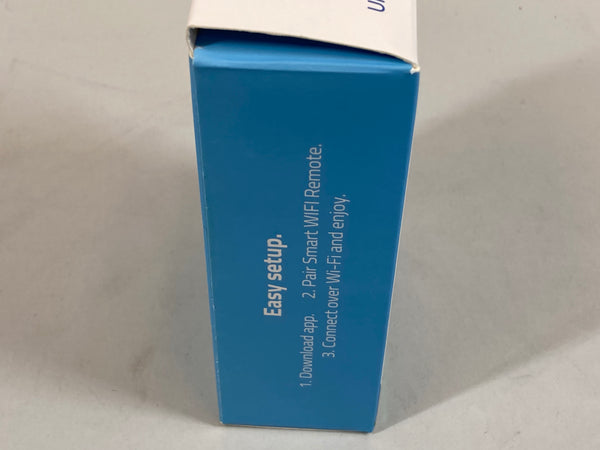 Easy setup.
1. Download app. 2. Pair Smart WIFI Remote.
3. Connect over Wi-Fi and enjoy.